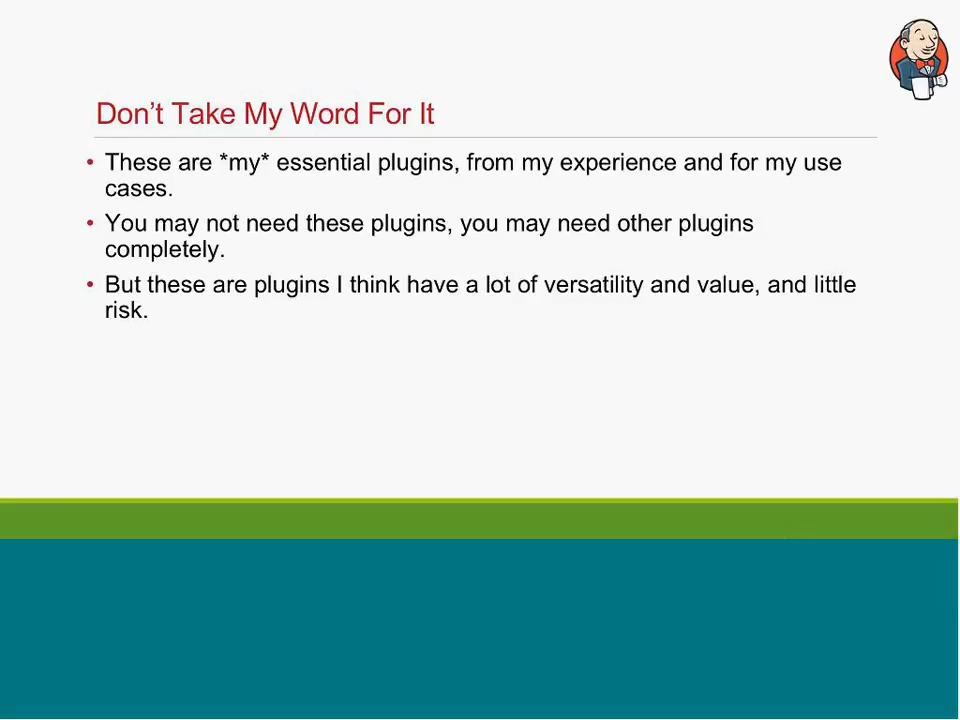 Don’t Take My Word For It
• These are *my* essential plugins, from my experience and for my use
cases.
• You may not need these plugins, you may need other plugins
completely.
• But these are plugins I think have a lot of versatility and value, and little
risk.